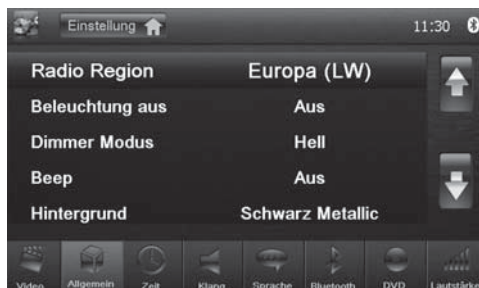 Einstellung 11:30
Radio Region Europa (LW)
Beleuchtung aus Aus
Dimmer Modus Hell
Beep Aus
Hintergrund Schwarz Metallic
Video Allgemein Zeit Klang Sprache Bluetooth DVD Lautstärke